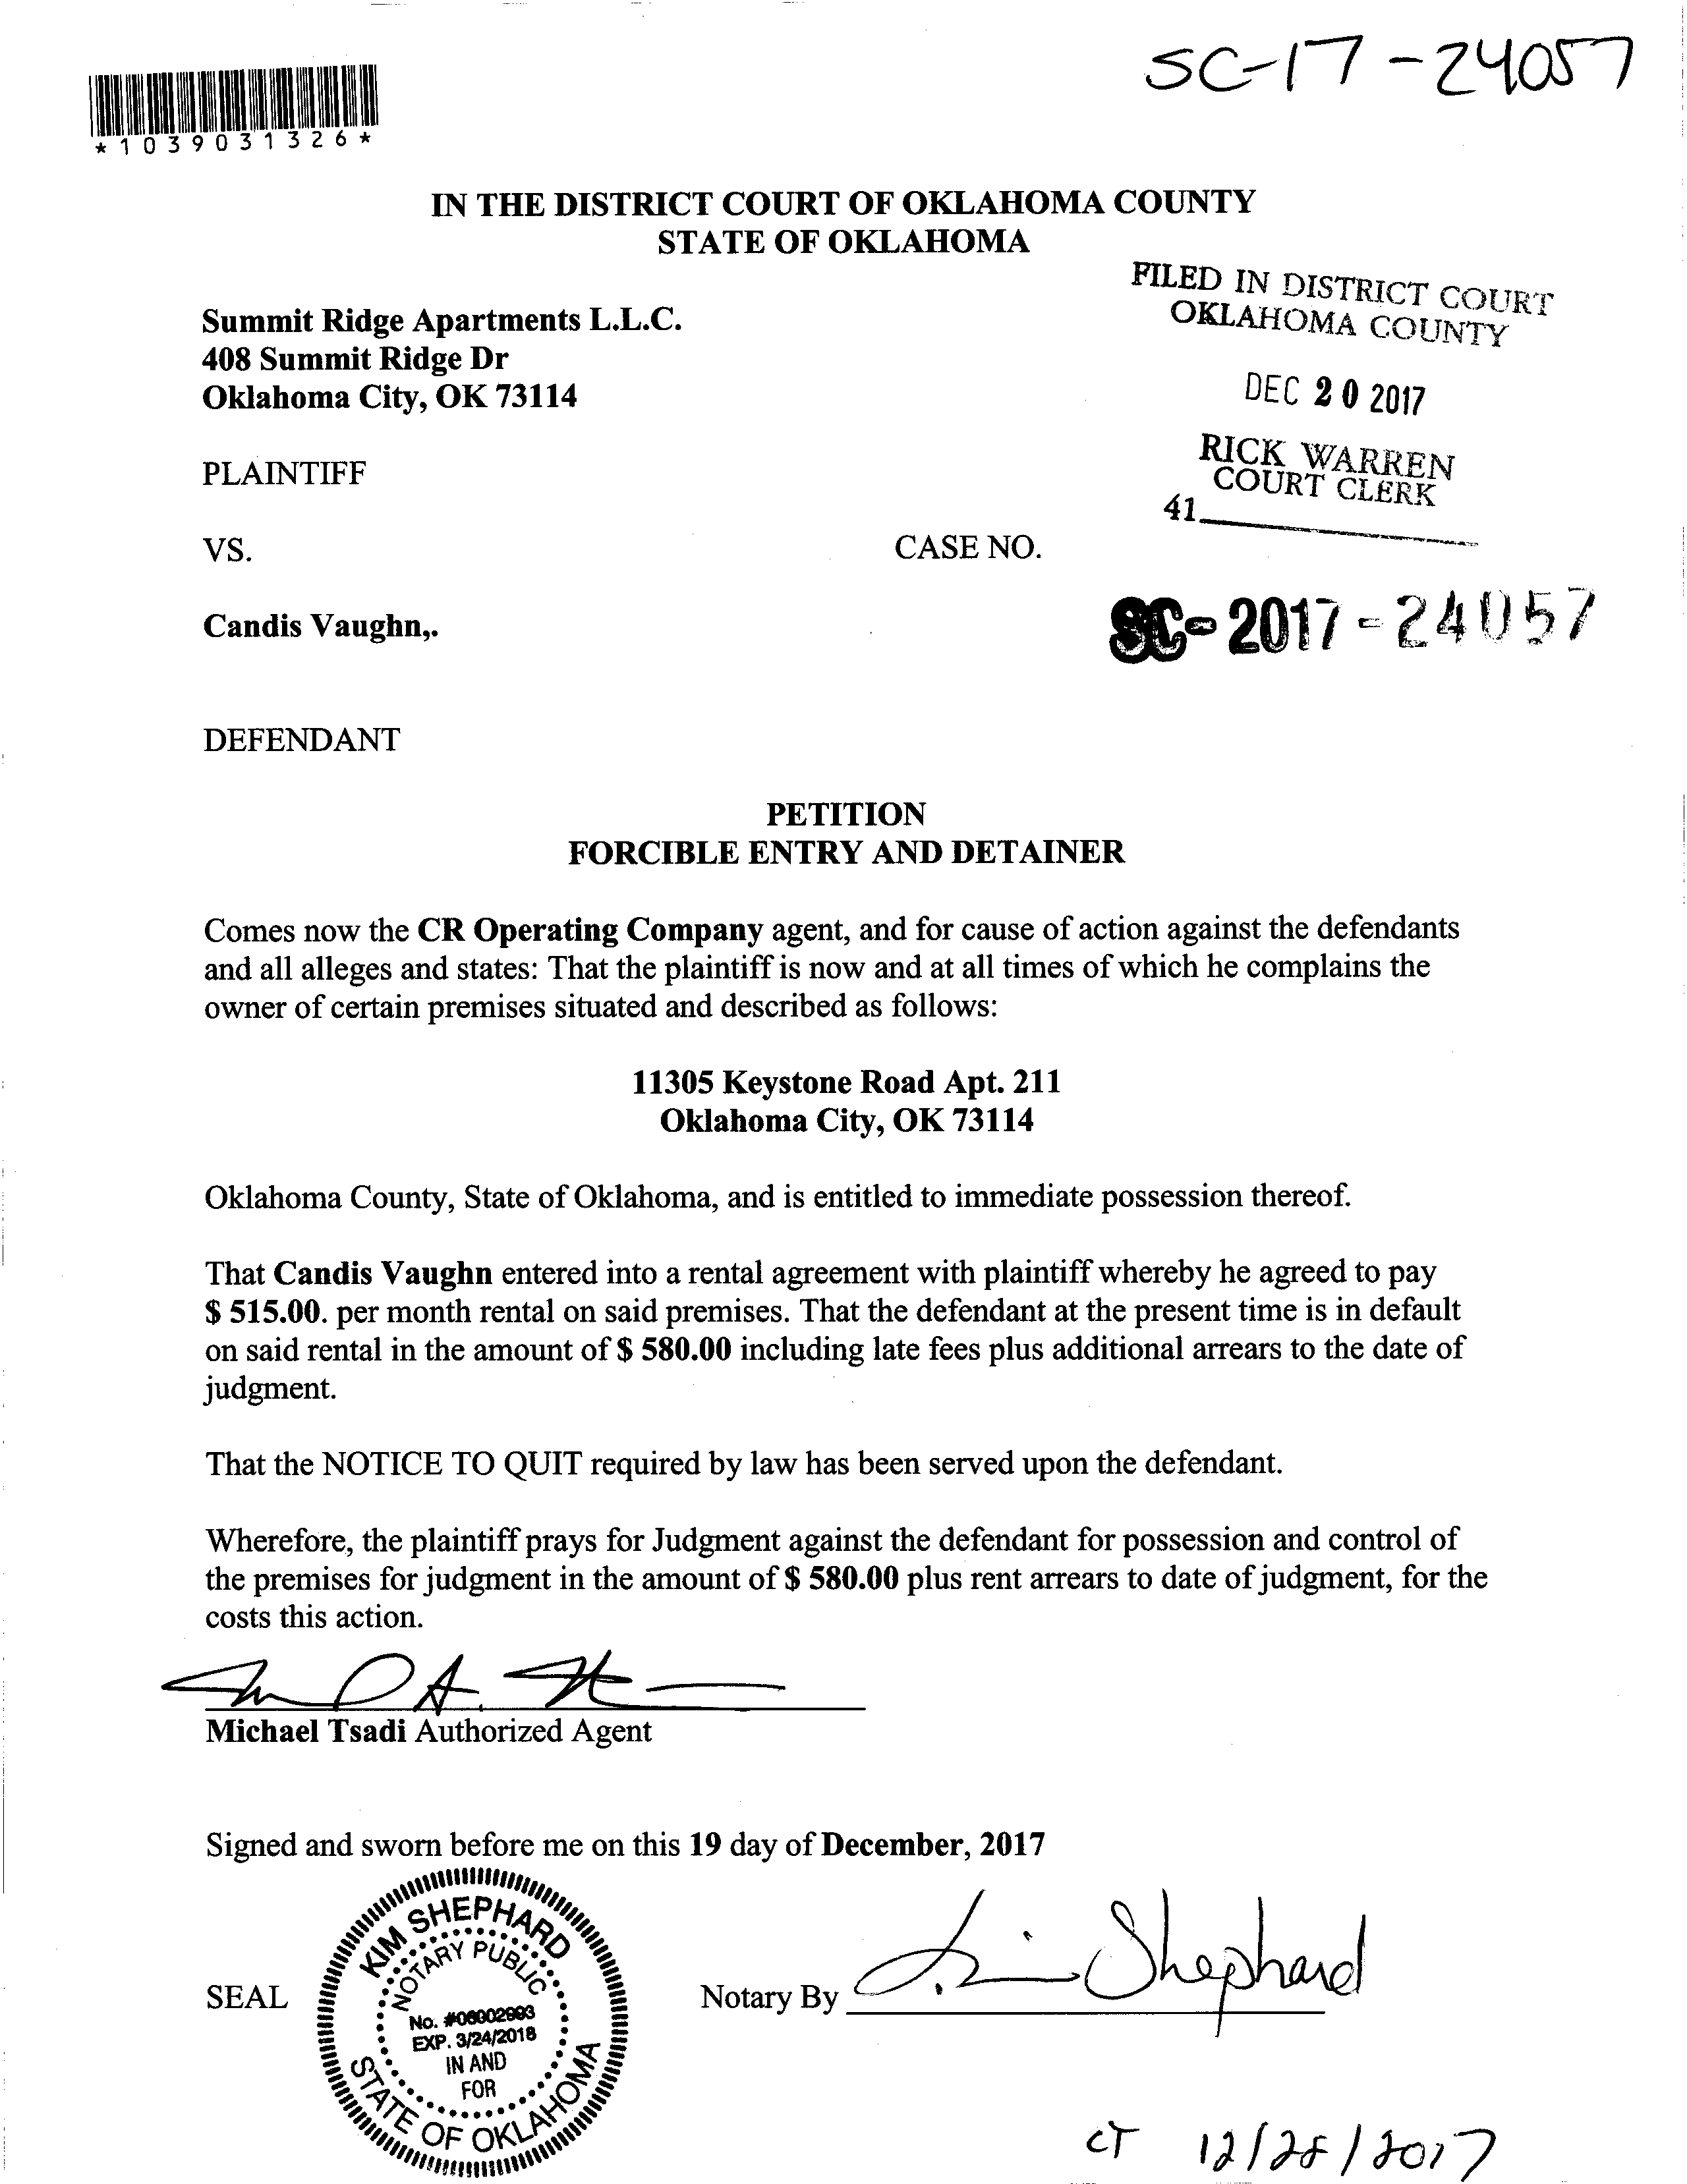 SC-17-24057
*1039031326*
IN THE DISTRICT COURT OF OKLAHOMA COUNTY
STATE OF OKLAHOMA
FILED IN DISTRICT COURT
OKLAHOMA COUNTY
Summit Ridge Apartments L.L.C.
408 Summit Ridge Dr
Oklahoma City, OK 73114
DEC 20 2017
RICK WARREN
COURT CLERK
41
PLAINTIFF
VS.
CASE NO.
SC-2017-24057
Candis Vaughn,.
DEFENDANT
PETITION
FORCIBLE ENTRY AND DETAINER
Comes now the CR Operating Company agent, and for cause of action against the defendants
and all alleges and states: That the plaintiff is now and at all times of which he complains the
owner of certain premises situated and described as follows:
11305 Keystone Road Apt. 211
Oklahoma City, OK 73114
Oklahoma County, State of Oklahoma, and is entitled to immediate possession thereof.
That Candis Vaughn entered into a rental agreement with plaintiff whereby he agreed to pay
$ 515.00. per month rental on said premises. That the defendant at the present time is in default
on said rental in the amount of $ 580.00 including late fees plus additional arrears to the date of
judgment.
That the NOTICE TO QUIT required by law has been served upon the defendant.
Wherefore, the plaintiff prays for Judgment against the defendant for possession and control of
the premises for judgment in the amount of $ 580.00 plus rent arrears to date of judgment, for the
costs this action.
Michael Tsadi Authorized Agent
Signed and sworn before me on this 19 day of December, 2017
SEAL
KIM SHEPHARD
NOTARY PUBLIC
No. #06002993
EXP. 3/24/2018
IN AND
FOR
STATE OF OKLAHOMA
Notary By Kim Shephard
CT 12/28/2017